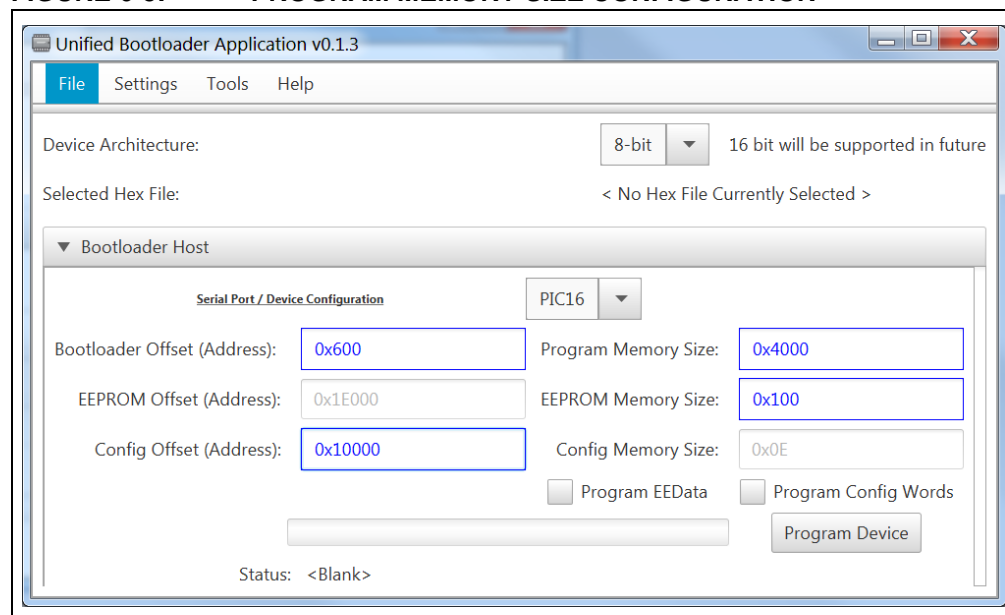 Unified Bootloader Application v0.1.3
File Settings Tools Help
Device Architecture: 8-bit 16 bit will be supported in future
Selected Hex File: < No Hex File Currently Selected >
Bootloader Host
Serial Port / Device Configuration PIC16
Bootloader Offset (Address): 0x600 Program Memory Size: 0x4000
EEPROM Offset (Address): 0x1E000 EEPROM Memory Size: 0x100
Config Offset (Address): 0x10000 Config Memory Size: 0x0E
Program EEData Program Config Words
Program Device
Status: <Blank>